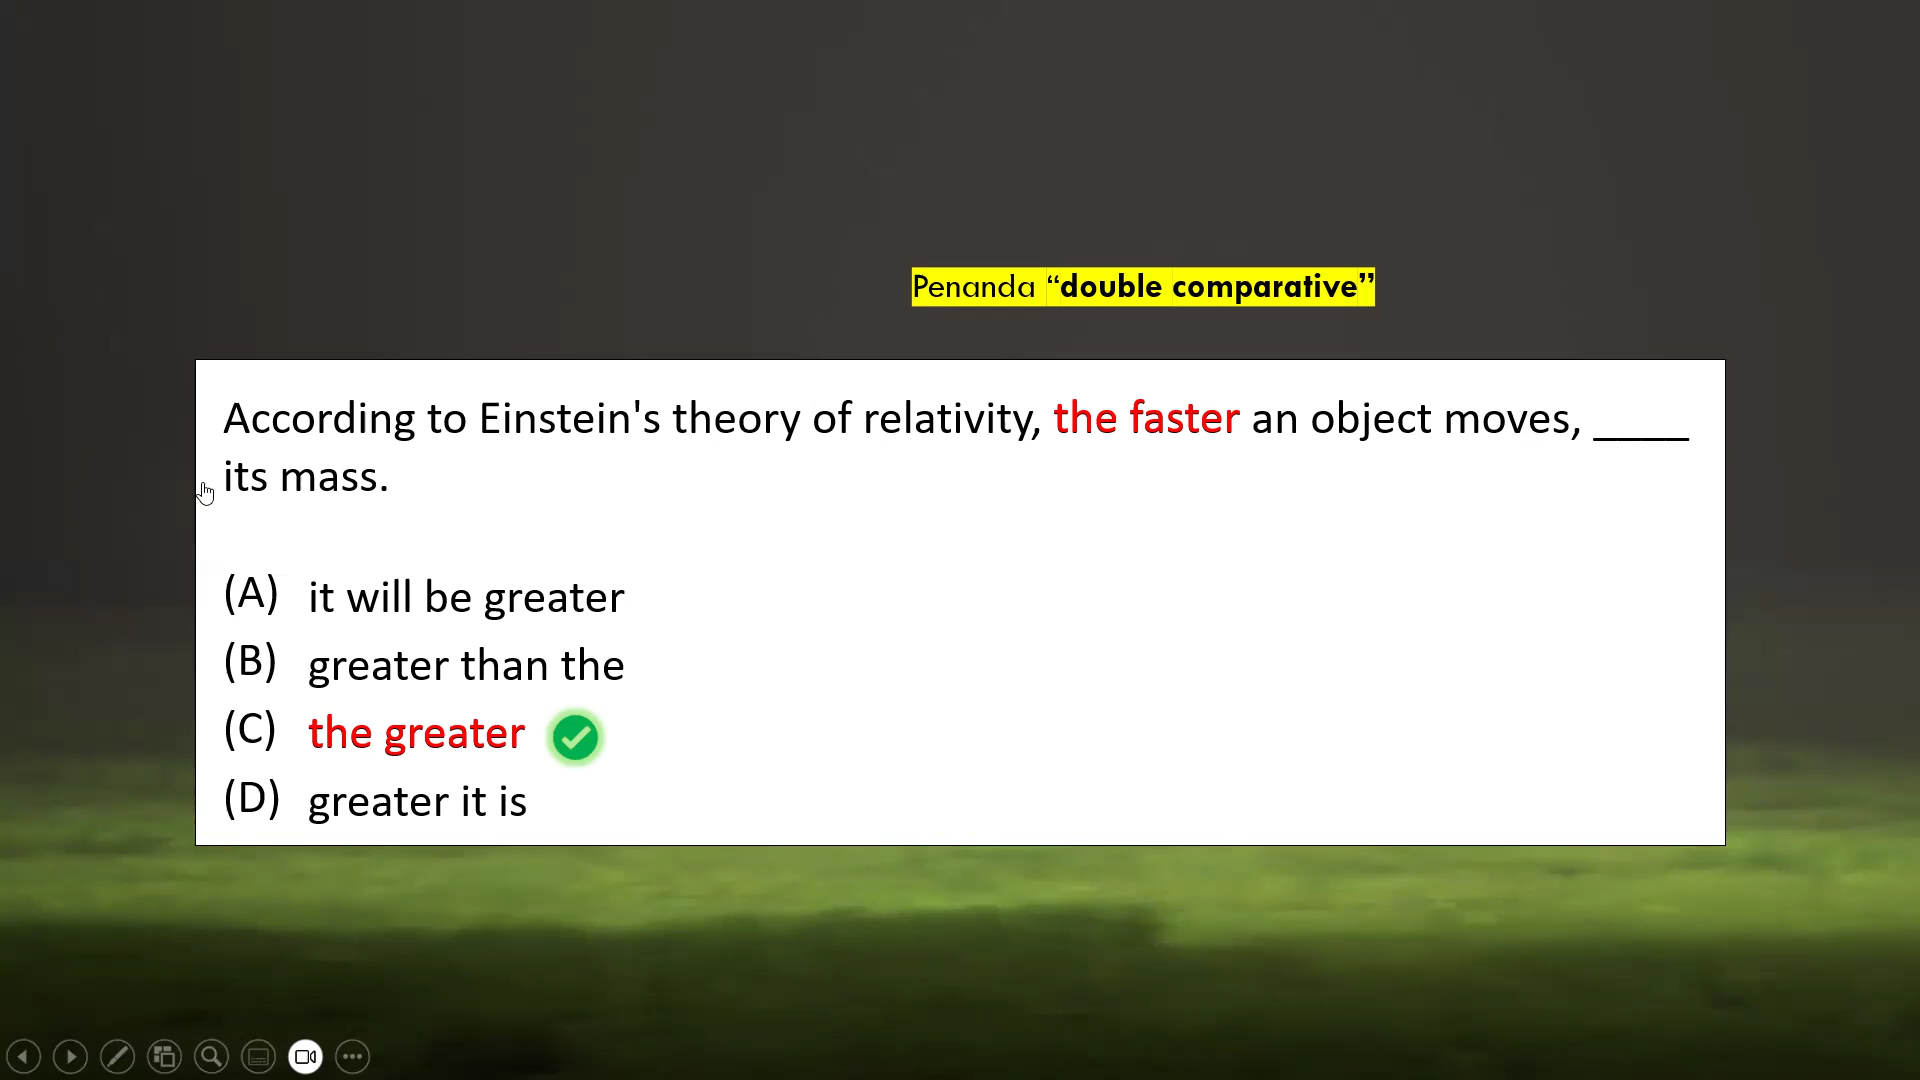 Penanda “double comparative”
According to Einstein's theory of relativity, the faster an object moves, ____
its mass.
(A) it will be greater
(B) greater than the
(C) the greater
(D) greater it is